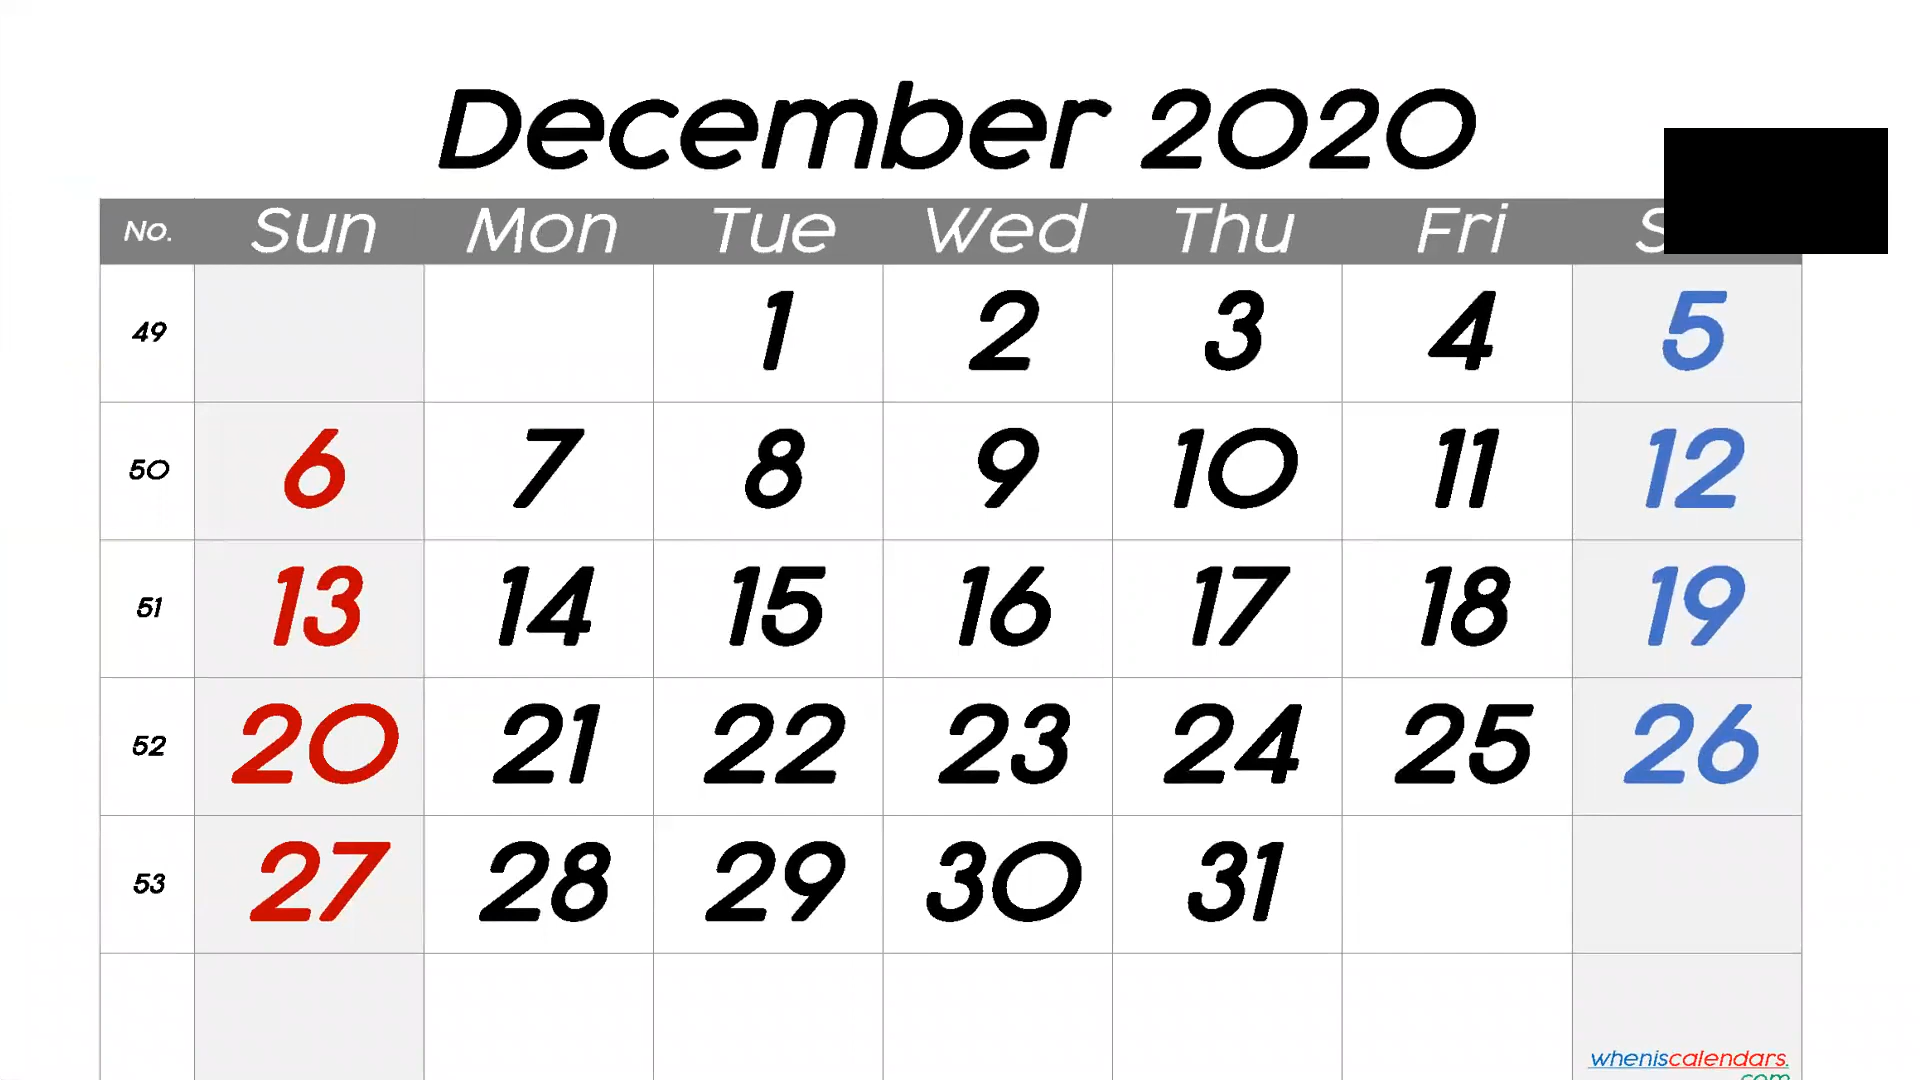 December 2020
No. Sun Mon Tue Wed Thu Fri
49 1 2 3 4 5
50 6 7 8 9 10 11 12
51 13 14 15 16 17 18 19
52 20 21 22 23 24 25 26
53 27 28 29 30 31
wheniscalendars.
com